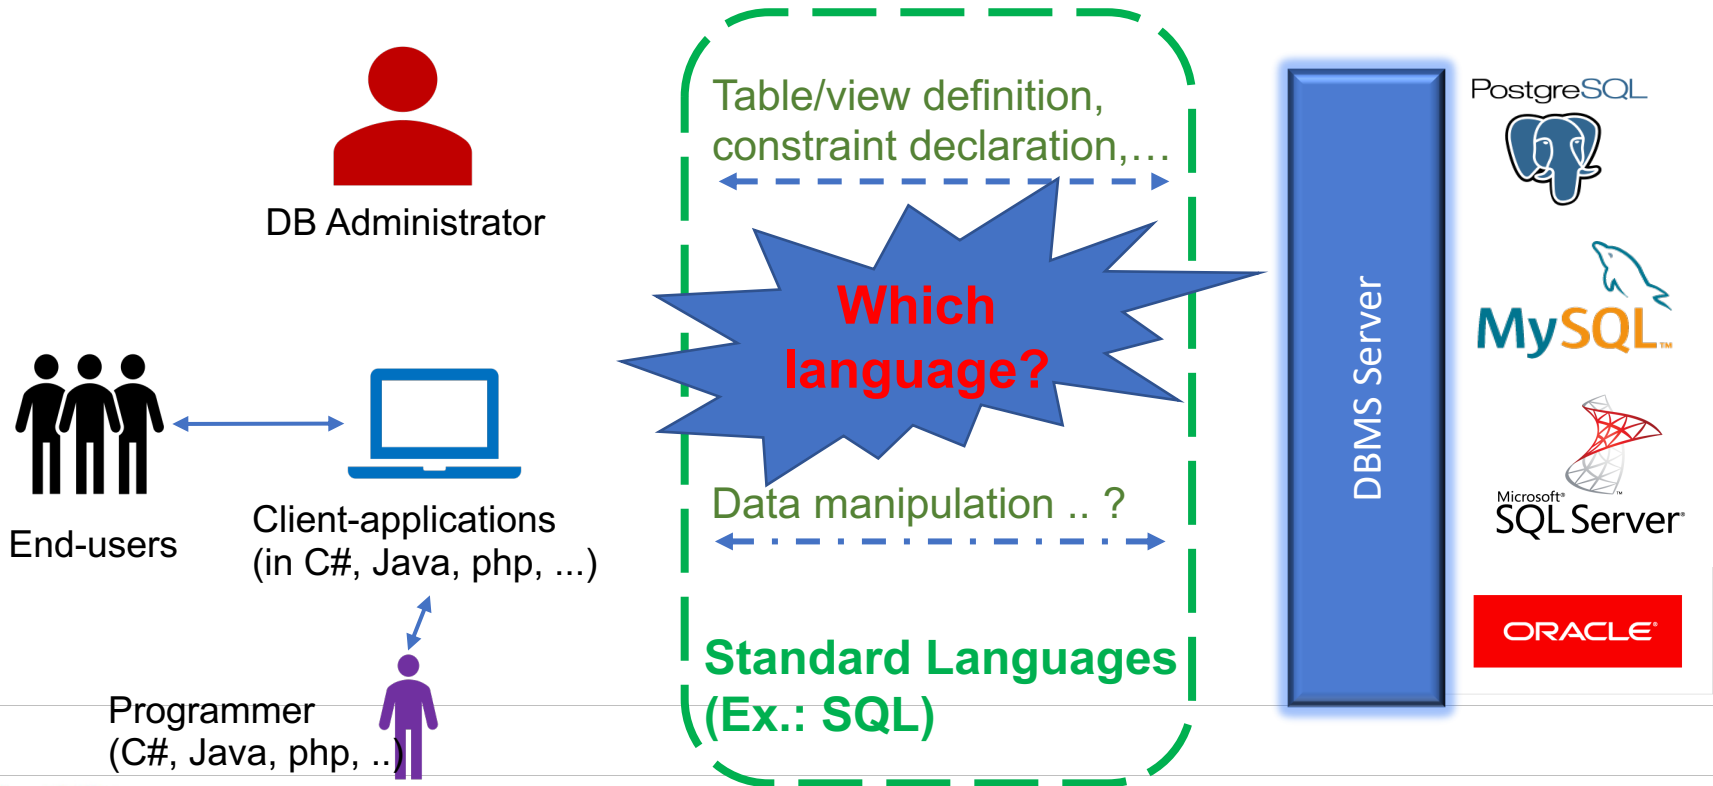 Table/view definition,
constraint declaration,…
DB Administrator
Which
language?
End-users
Client-applications
(in C#, Java, php, ...)
Data manipulation .. ?
Programmer
(C#, Java, php, ..)
Standard Languages
(Ex.: SQL)
DBMS Server
PostgreSQL
MySQL™
Microsoft®
SQL Server®
ORACLE®